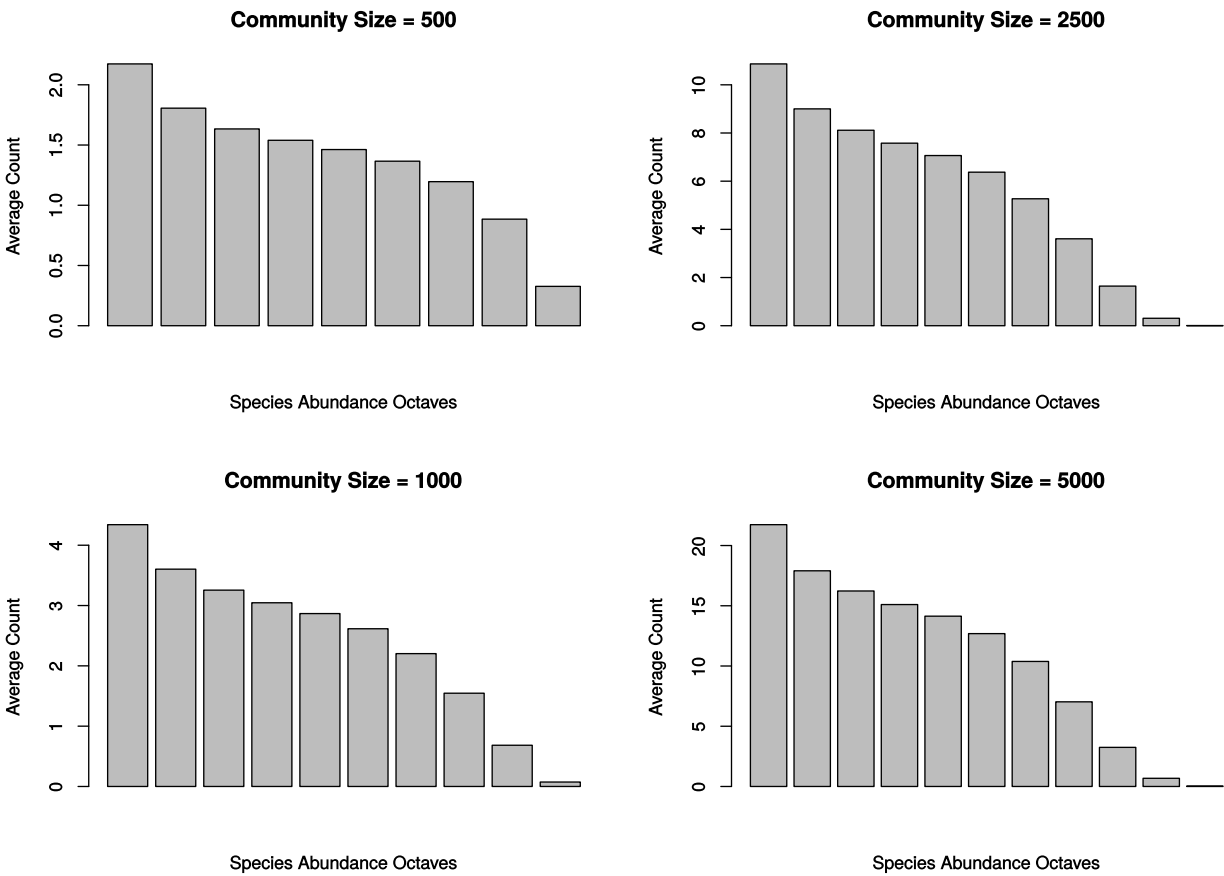 Community Size = 500
Average Count
2.0
1.5
1.0
0.5
0.0
Species Abundance Octaves
Community Size = 2500
Average Count
10
8
6
4
2
0
Species Abundance Octaves
Community Size = 1000
Average Count
4
3
2
1
0
Species Abundance Octaves
Community Size = 5000
Average Count
20
15
10
5
0
Species Abundance Octaves